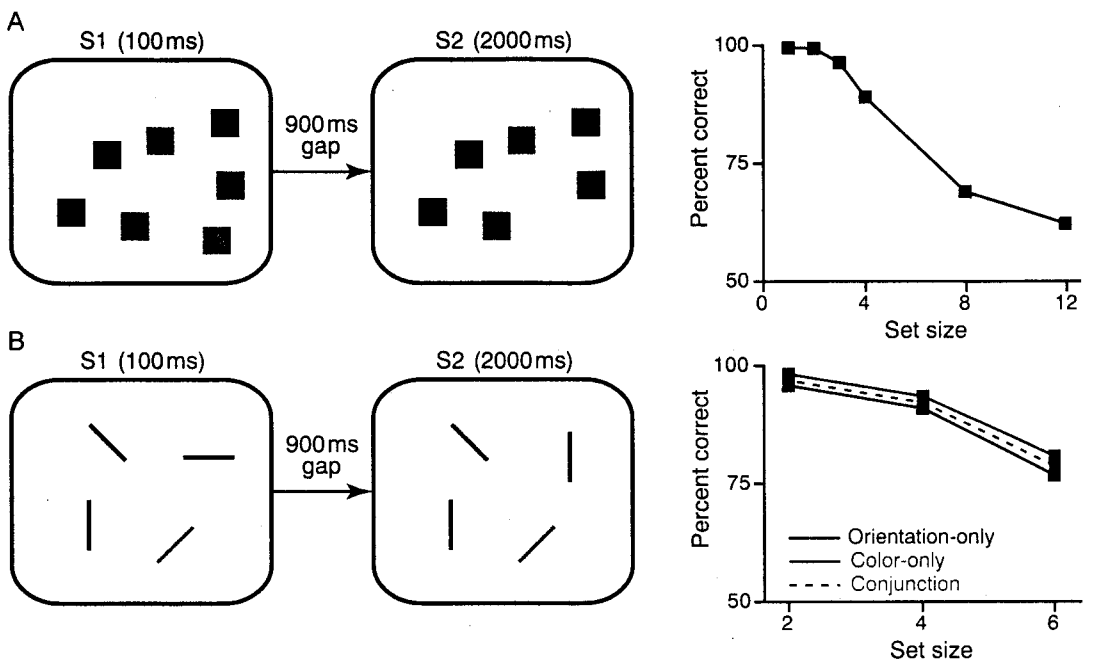 A
S1 (100ms)
S2 (2000ms)
900ms
gap
Percent correct
100
75
50
0
4
8
12
Set size
B
S1 (100ms)
S2 (2000ms)
900ms
gap
Percent correct
100
75
50
Orientation-only
Color-only
Conjunction
2
4
6
Set size